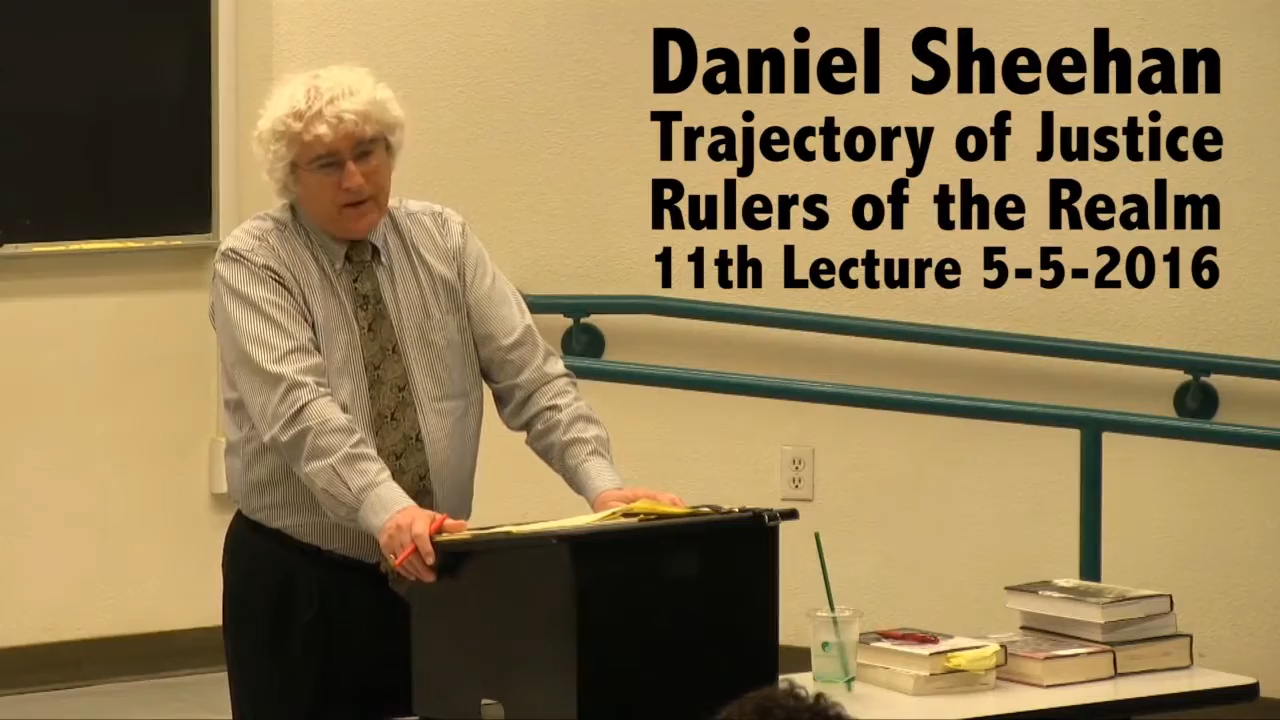 Daniel Sheehan
Trajectory of Justice
Rulers of the Realm
11th Lecture 5-5-2016